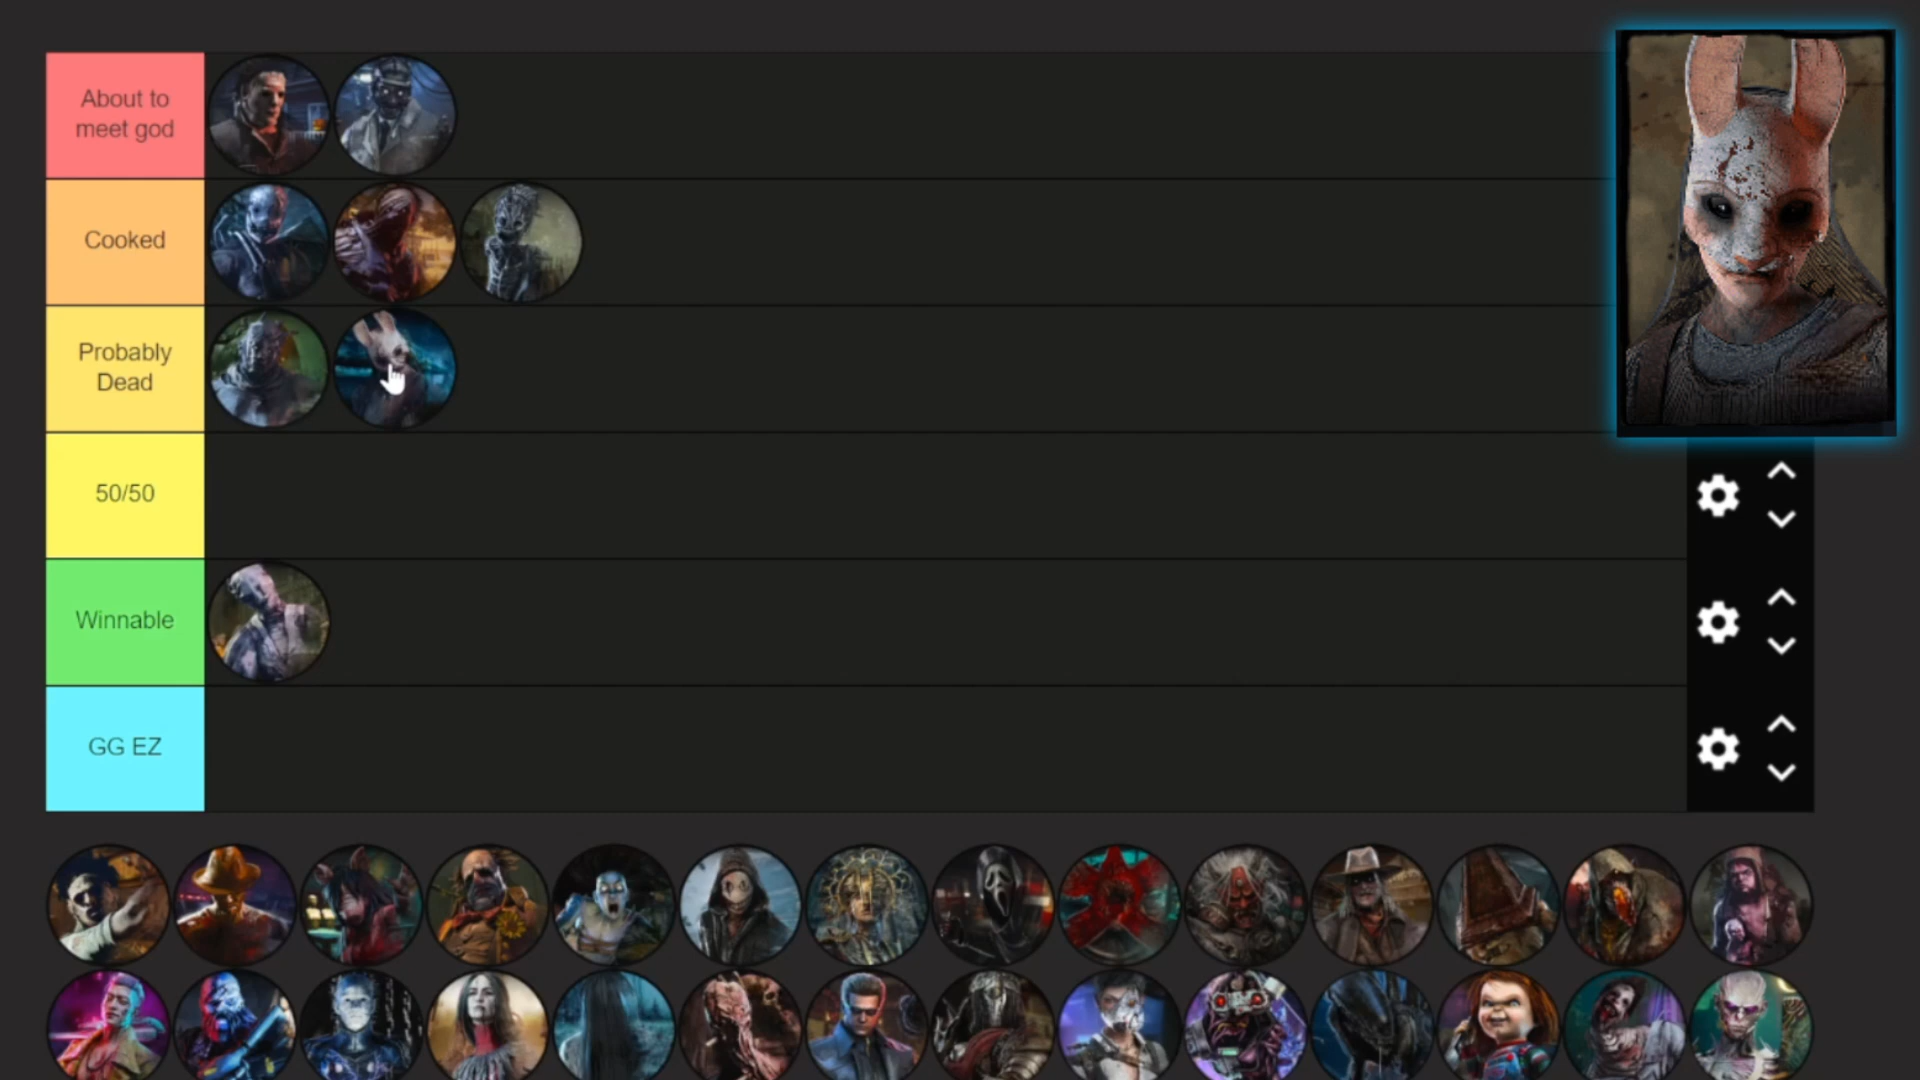 About to
meet god
Cooked
Probably
Dead
50/50
Winnable
GG EZ